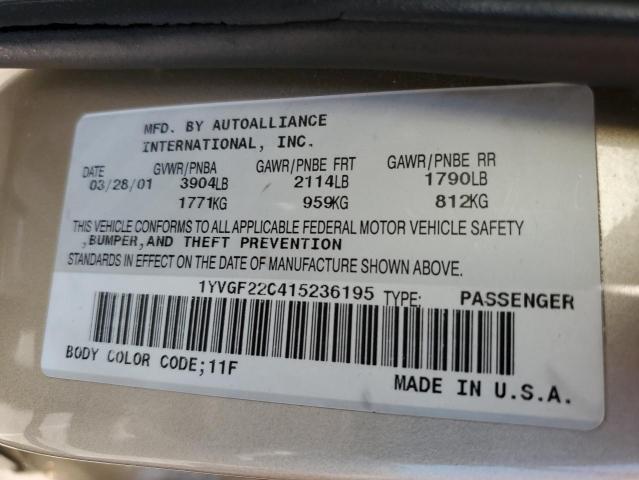 MFD. BY AUTOALLIANCE
INTERNATIONAL, INC.
DATE GVWR/PNBA GAWR/PNBE FRT GAWR/PNBE RR
03/28/01 3904LB 2114LB 1790LB
1771KG 959KG 812KG
THIS VEHICLE CONFORMS TO ALL APPLICABLE FEDERAL MOTOR VEHICLE SAFETY
,BUMPER,AND THEFT PREVENTION
STANDARDS IN EFFECT ON THE DATE OF MANUFACTURE SHOWN ABOVE.
1YVGF22C415236195 TYPE: PASSENGER
BODY COLOR CODE;11F
MADE IN U.S.A.